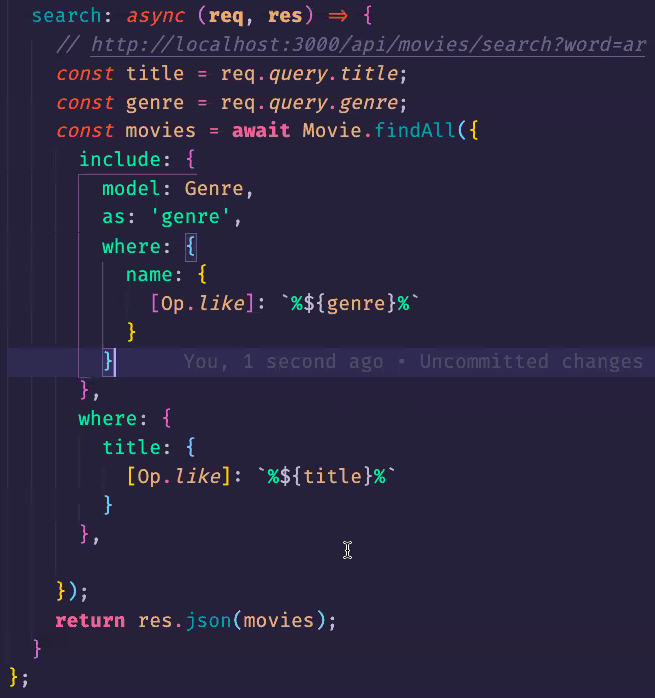 search: async (req, res) => {
// http://localhost:3000/api/movies/search?word=ar
const title = req.query.title;
const genre = req.query.genre;
const movies = await Movie.findAll({
include: {
model: Genre,
as: 'genre',
where: {
name: {
[Op.like]: `%${genre}%`
}
} You, 1 second ago • Uncommitted changes
},
where: {
title: {
[Op.like]: `%${title}%`
}
},
});
return res.json(movies);
}
};